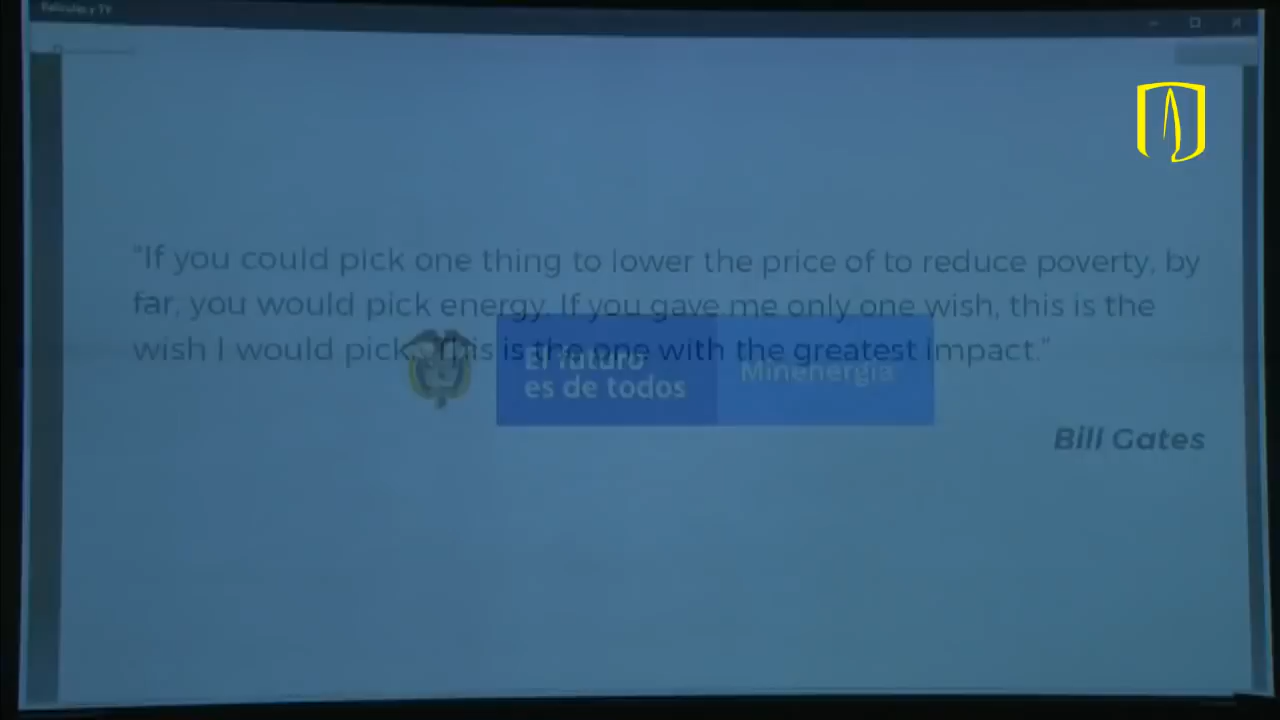 Películas y TV
"If you could pick one thing to lower the price of to reduce poverty, by
far, you would pick energy. If you gave me only one wish, this is the
wish I would pick. This is the one with the greatest impact."
El futuro
es de todos
Minenergía
Bill Gates